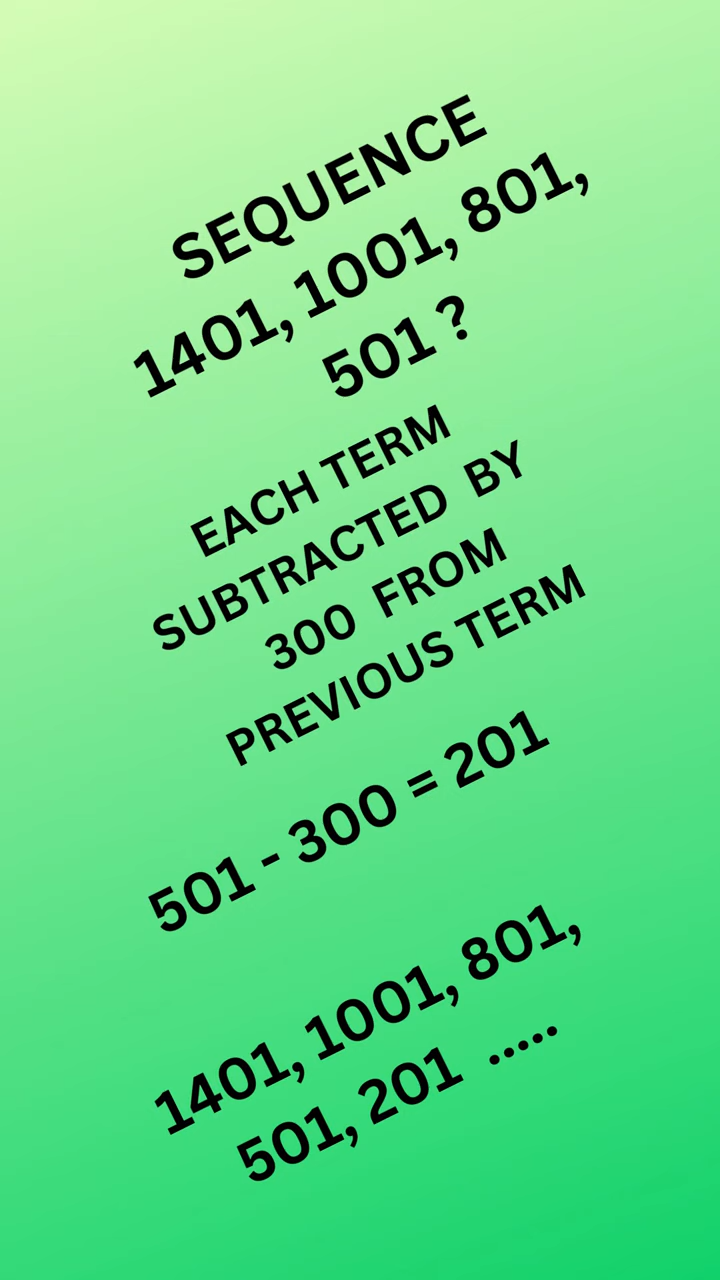 SEQUENCE
1401, 1001, 801,
501 ?
EACH TERM
SUBTRACTED BY
300 FROM
PREVIOUS TERM
501 - 300 = 201
1401, 1001, 801,
501, 201 .....